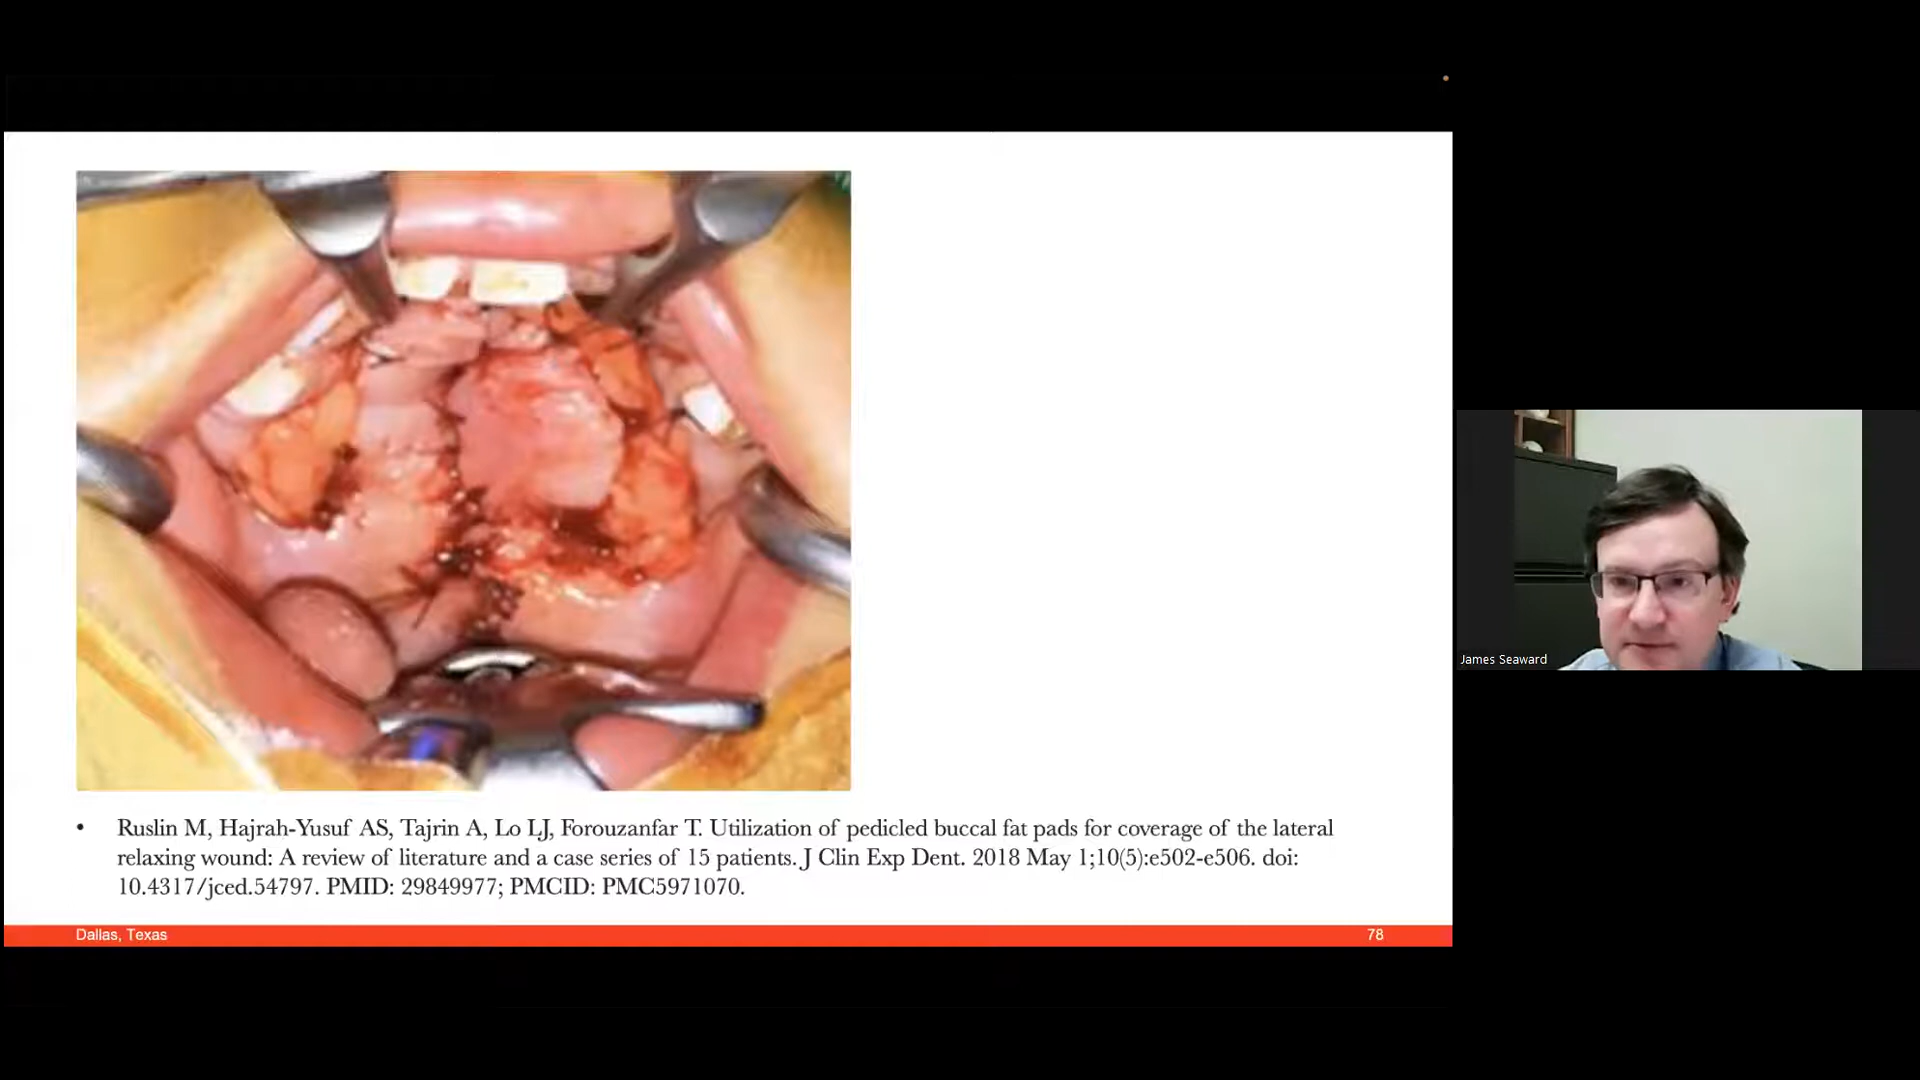 • Ruslin M, Hajrah-Yusuf AS, Tajrin A, Lo LJ, Forouzanfar T. Utilization of pedicled buccal fat pads for coverage of the lateral
relaxing wound: A review of literature and a case series of 15 patients. J Clin Exp Dent. 2018 May 1;10(5):e502-e506. doi:
10.4317/jced.54797. PMID: 29849977; PMCID: PMC5971070.
Dallas, Texas
78
James Seaward